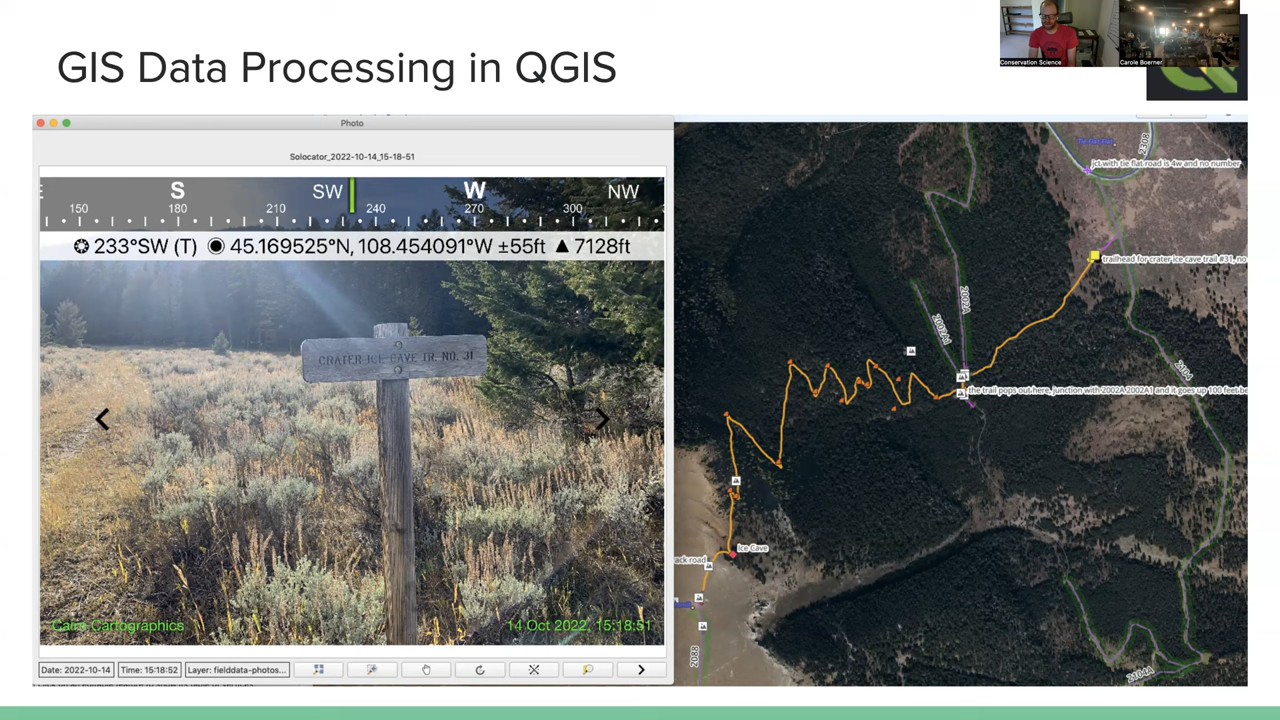 GIS Data Processing in QGIS
Conservation Science
Carole Boerner
Photo
Solocator_2022-10-14_15-18-51
S SW W NW
150 180 210 240 270 300
233°SW (T) 45.169525°N, 108.454091°W ±55ft ▲ 7128ft
CRATER ICE CAVE TR. NO. 31
Cairn Cartographics
14 Oct 2022, 15:18:51
Date: 2022-10-14
Time: 15:18:52
Layer: fielddata-photos...
2308
jct with tie flat road is 4w and no number
trailhead for crater ice cave trail #31, no
2002A
2002A1
2104
the trail pops out here, junction with 2002A 2002A1 and it goes up 100 feet be
Ice Cave
ack road
2088
2104A